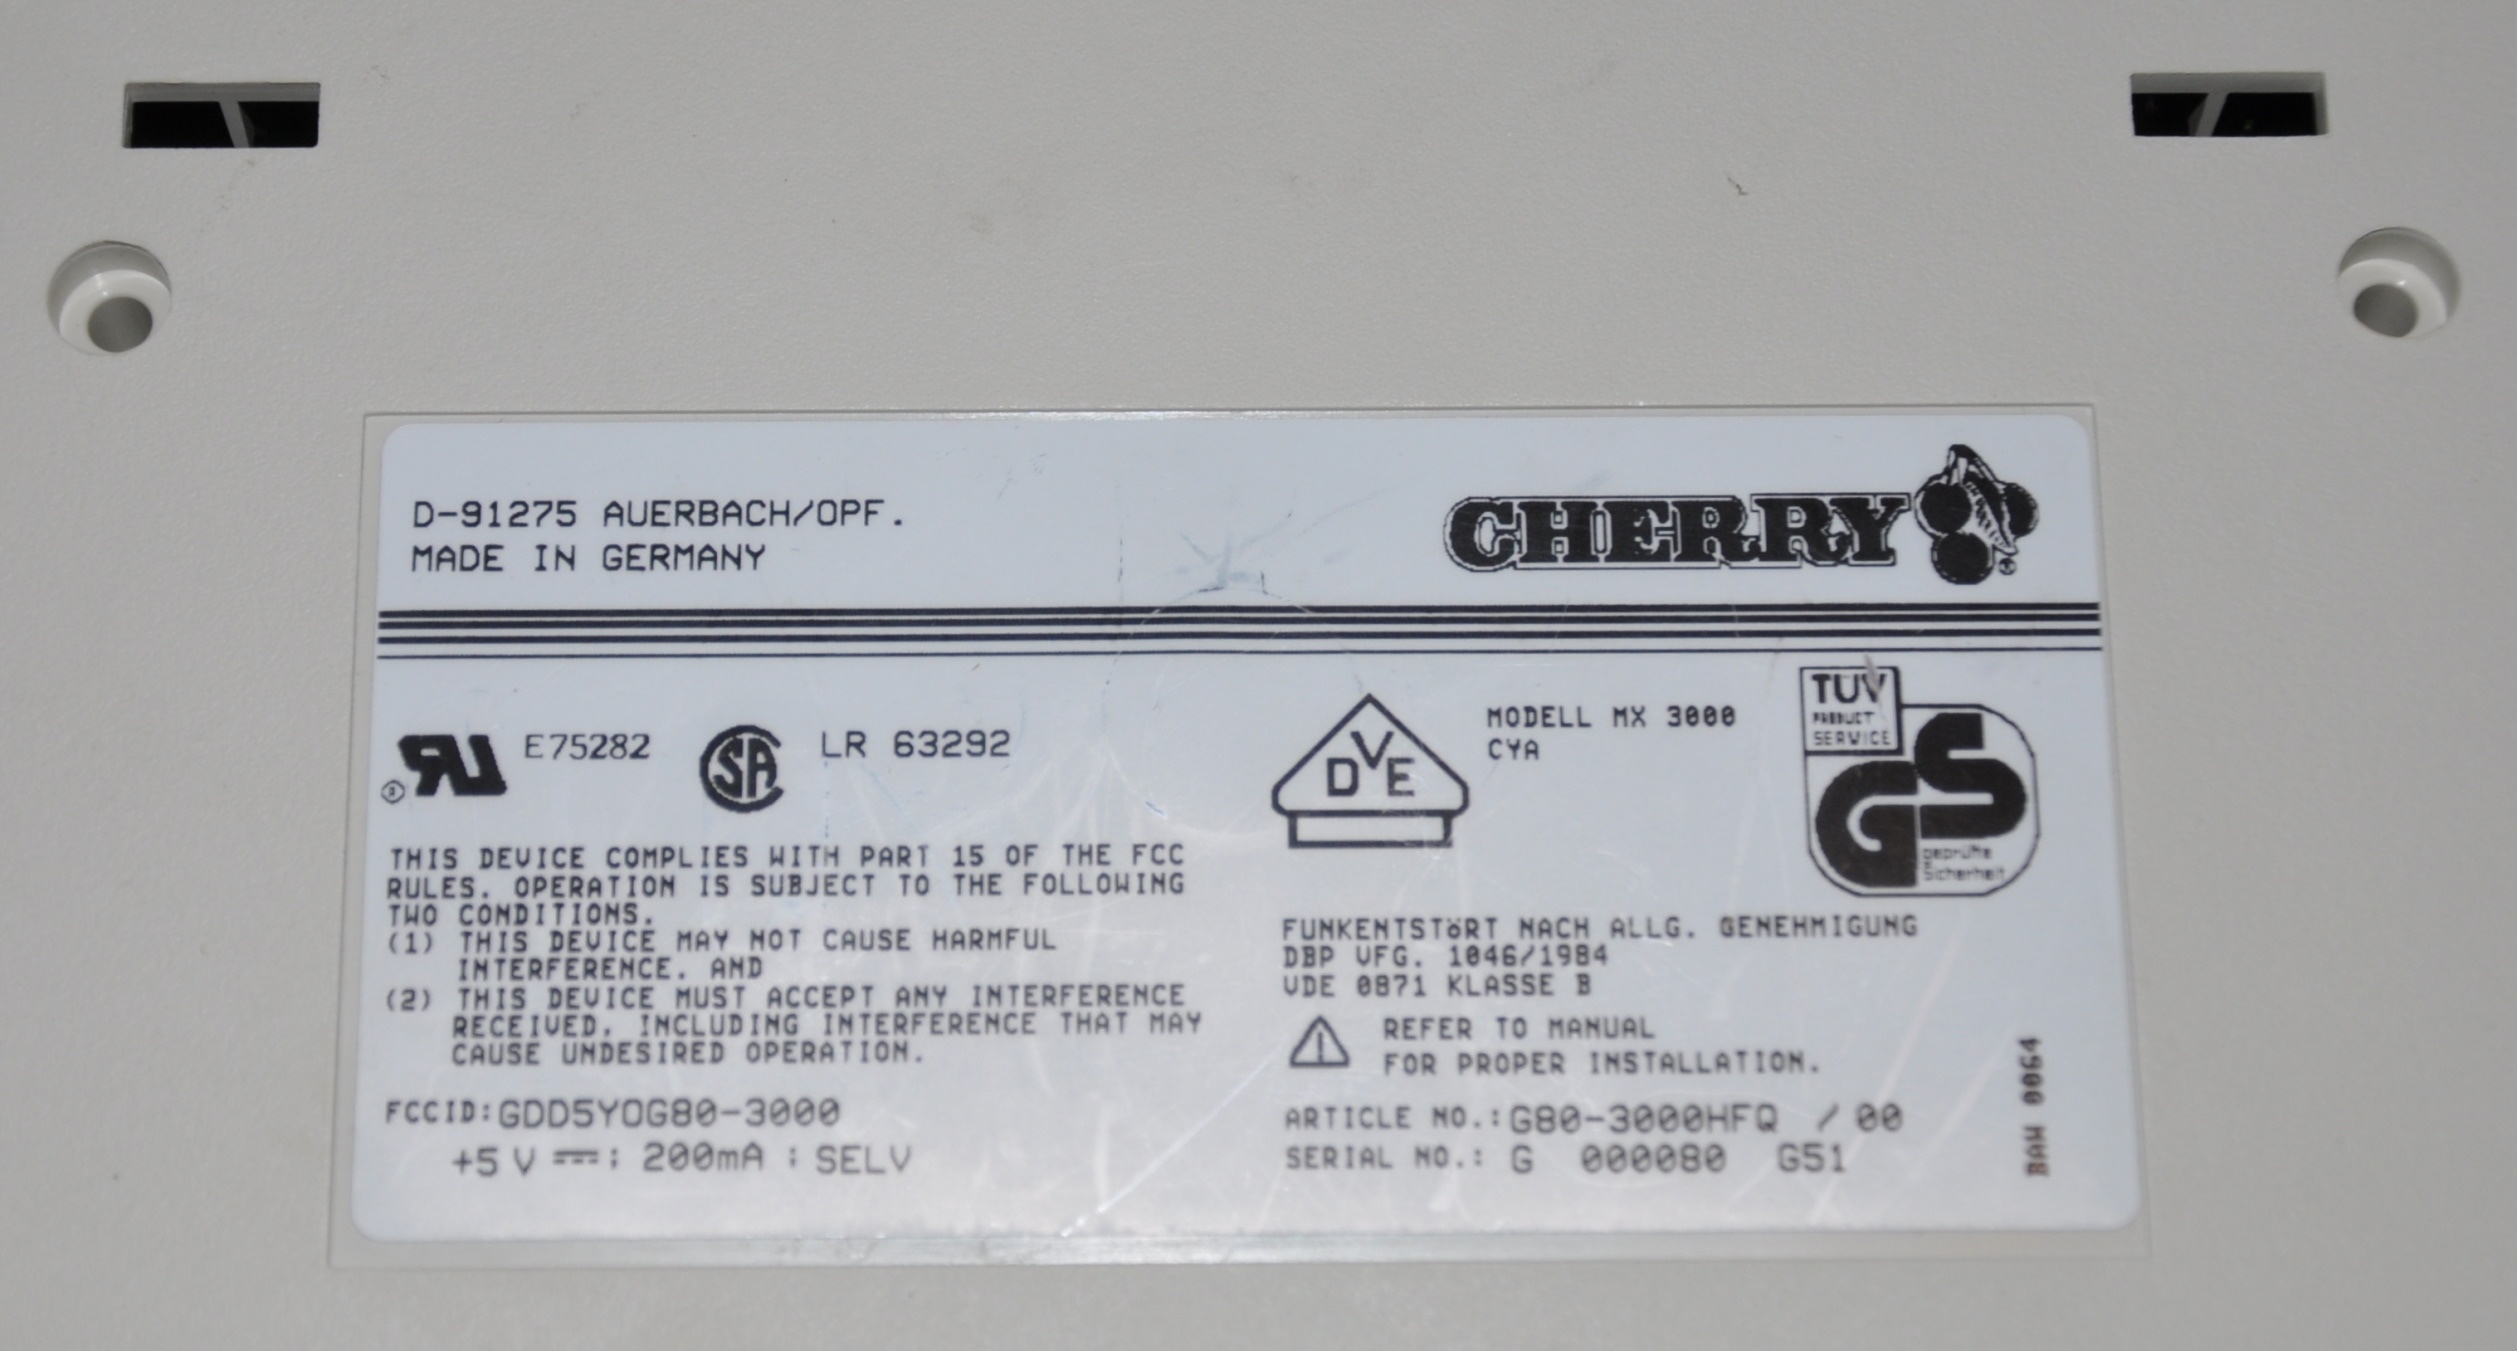 D-91275 AUERBACH/OPF.
MADE IN GERMANY
CHERRY
®
® RU E75282
SA LR 63292
THIS DEVICE COMPLIES WITH PART 15 OF THE FCC
RULES. OPERATION IS SUBJECT TO THE FOLLOWING
TWO CONDITIONS.
(1) THIS DEVICE MAY NOT CAUSE HARMFUL
INTERFERENCE. AND
(2) THIS DEVICE MUST ACCEPT ANY INTERFERENCE
RECEIVED. INCLUDING INTERFERENCE THAT MAY
CAUSE UNDESIRED OPERATION.
FCCID:GDD5YOG80-3000
+5 V ⎓ ; 200mA ; SELV
DVE
MODELL MX 3000
CYA
TÜV
PRODUCT
SERVICE
GS
geprüfte
Sicherheit
FUNKENTSTöRT NACH ALLG. GENEHMIGUNG
DBP VFG. 1046/1984
VDE 0871 KLASSE B
REFER TO MANUAL
FOR PROPER INSTALLATION.
ARTICLE NO.:G80-3000HFQ / 00
SERIAL NO.: G 000080 G51
BAW 0064